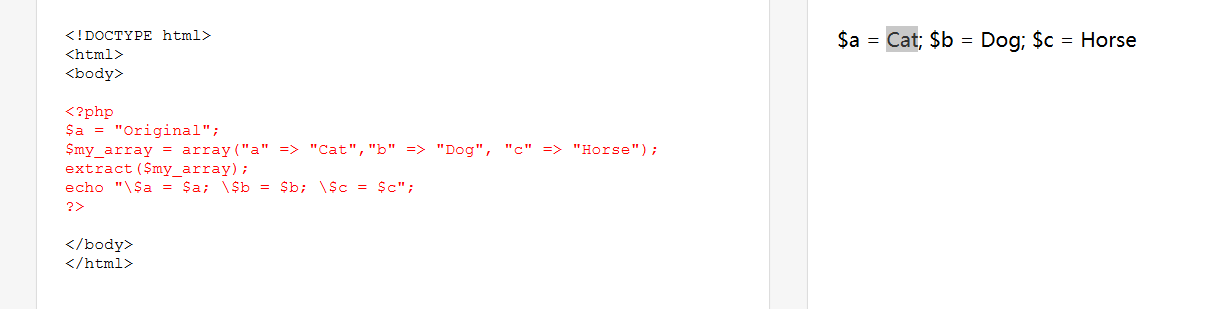 <!DOCTYPE html>
<html>
<body>
<?php
$a = "Original";
$my_array = array("a" => "Cat","b" => "Dog", "c" => "Horse");
extract($my_array);
echo "\$a = $a; \$b = $b; \$c = $c";
?>
</body>
</html>
$a = Cat; $b = Dog; $c = Horse